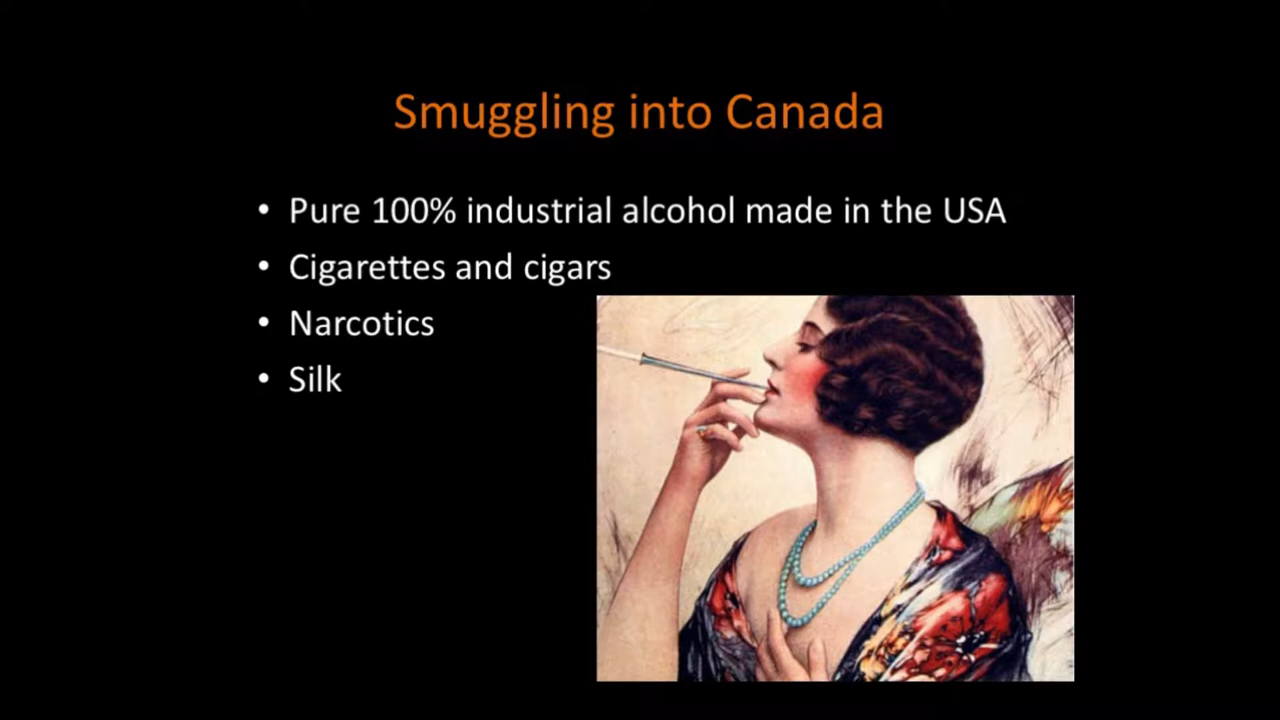 Smuggling into Canada
• Pure 100% industrial alcohol made in the USA
• Cigarettes and cigars
• Narcotics
• Silk